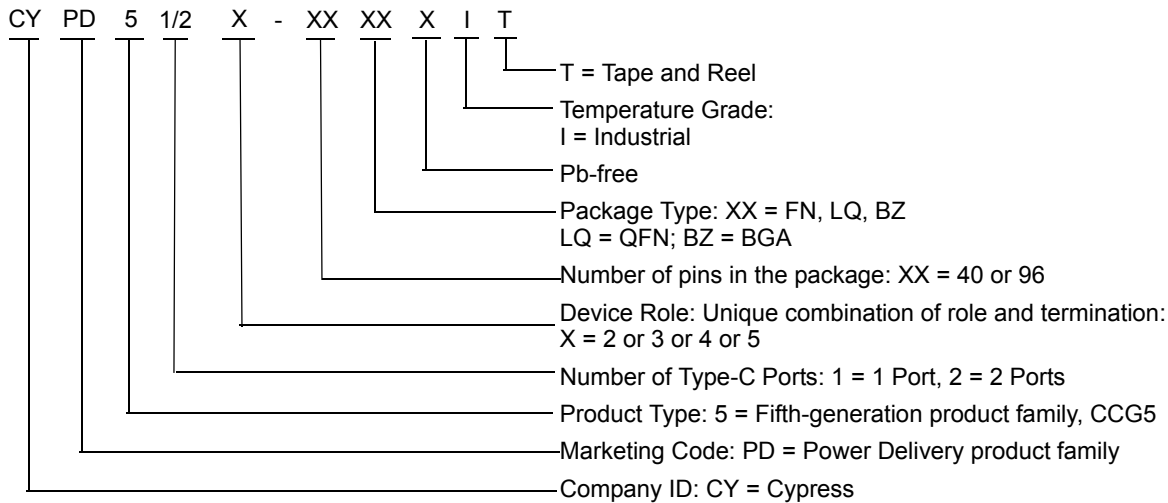 CY PD 5 1/2 X - XX XX X I T
T = Tape and Reel
Temperature Grade:
I = Industrial
Pb-free
Package Type: XX = FN, LQ, BZ
LQ = QFN; BZ = BGA
Number of pins in the package: XX = 40 or 96
Device Role: Unique combination of role and termination:
X = 2 or 3 or 4 or 5
Number of Type-C Ports: 1 = 1 Port, 2 = 2 Ports
Product Type: 5 = Fifth-generation product family, CCG5
Marketing Code: PD = Power Delivery product family
Company ID: CY = Cypress